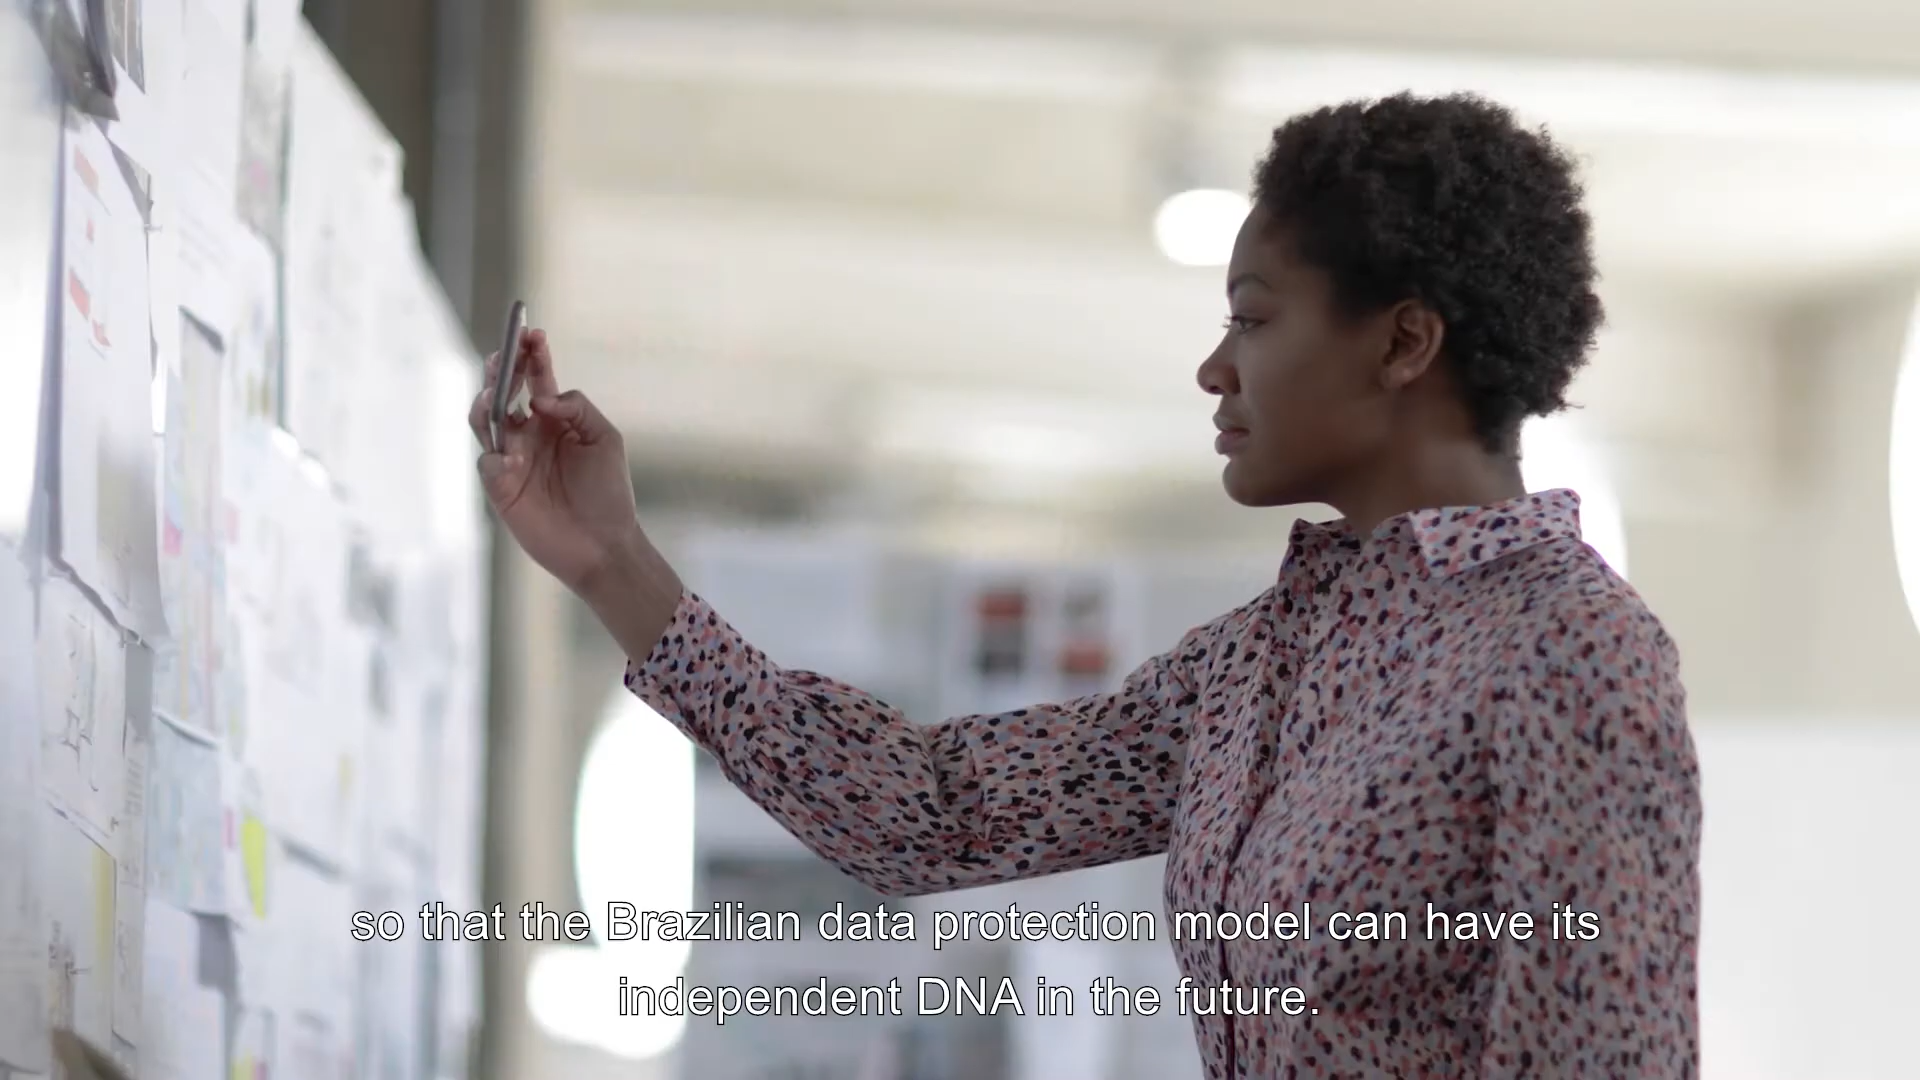 so that the Brazilian data protection model can have its
independent DNA in the future.